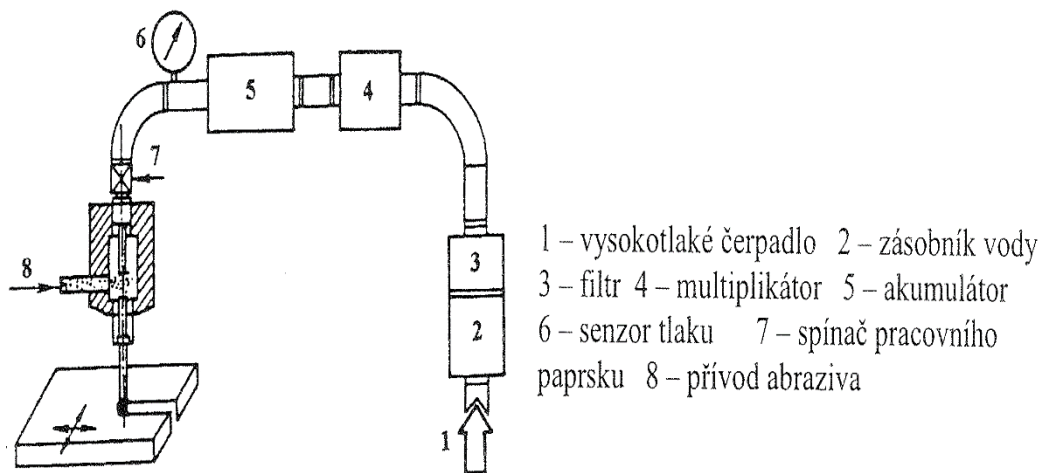 6
5
4
7
8
3
2
1
1 – vysokotlaké čerpadlo 2 – zásobník vody
3 – filtr 4 – multiplikátor 5 – akumulátor
6 – senzor tlaku 7 – spínač pracovního
paprsku 8 – přívod abraziva